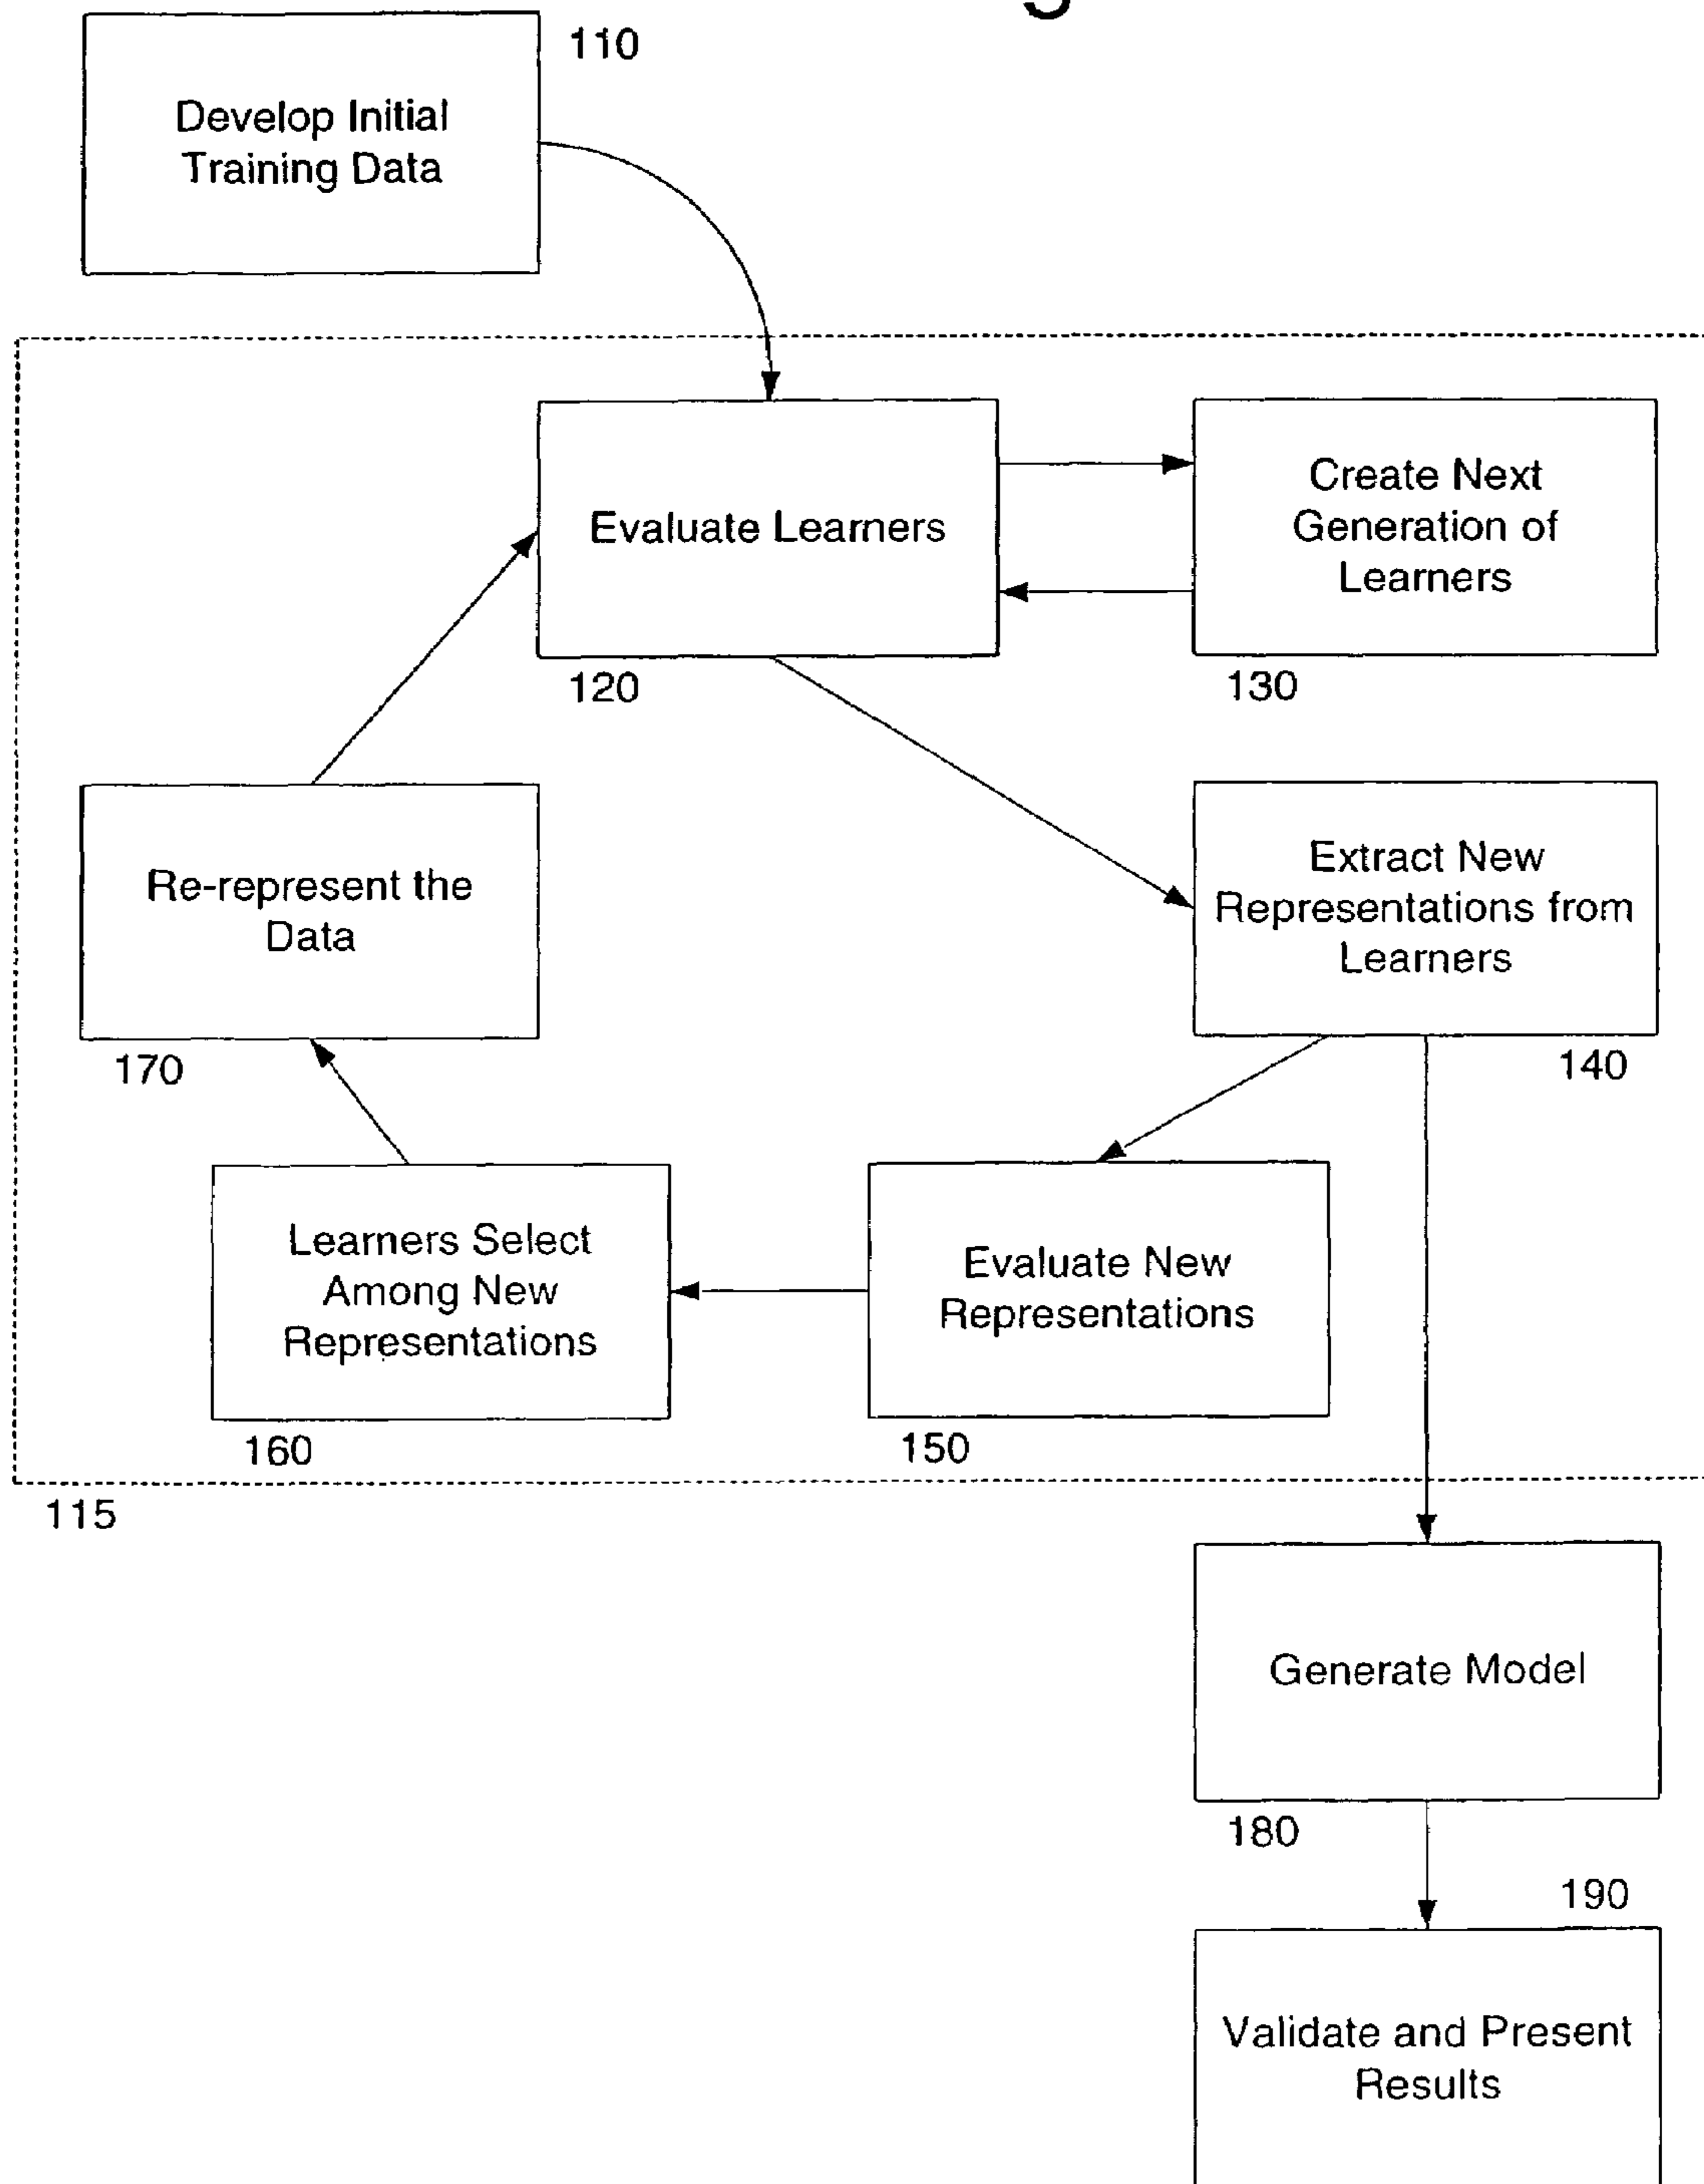 110
Develop Initial
Training Data
Evaluate Learners
120
Create Next
Generation of
Learners
130
Re-represent the
Data
170
Extract New
Representations from
Learners
140
Learners Select
Among New
Representations
160
Evaluate New
Representations
150
115
Generate Model
180
190
Validate and Present
Results